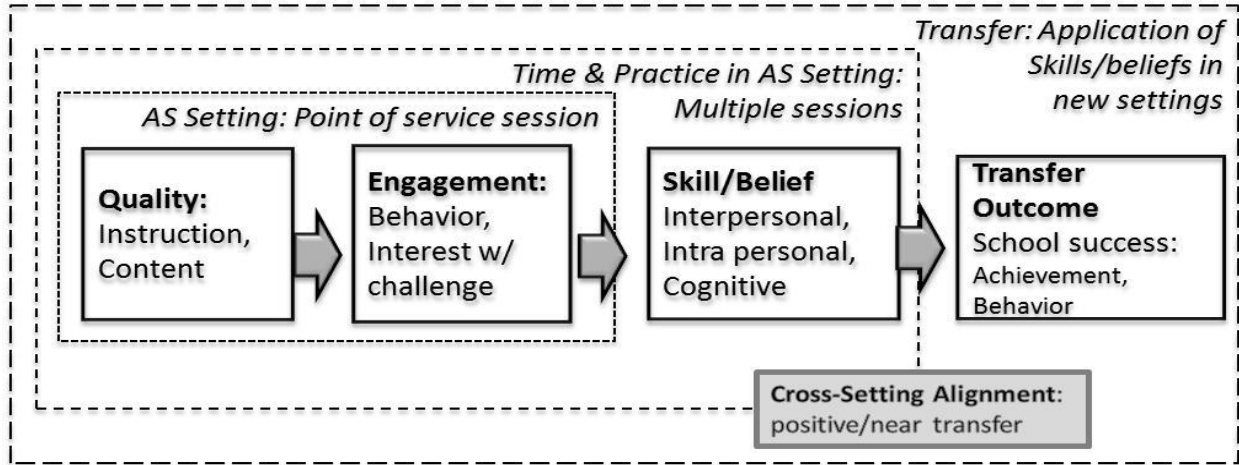 Transfer: Application of
Skills/beliefs in
new settings
Time & Practice in AS Setting:
Multiple sessions
AS Setting: Point of service session
Quality:
Instruction,
Content
Engagement:
Behavior,
Interest w/
challenge
Skill/Belief
Interpersonal,
Intra personal,
Cognitive
Transfer
Outcome
School success:
Achievement,
Behavior
Cross-Setting Alignment:
positive/near transfer